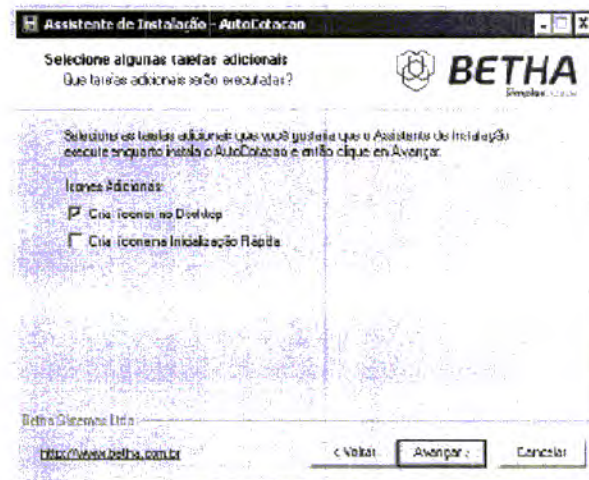 Assistente de Instalação - AutoCotacao
Selecione algumas tarefas adicionais
Que tarefas adicionais serão executadas?
BETHA
Simples
Selecione as tarefas adicionais que você gostaria que o Assistente de Instalação
execute enquanto instala o AutoCotacao e então clique em Avançar.
Ícones Adicionais:
Criar ícones no Desktop
Criar ícone na Inicialização Rápida
Betha Sistemas Ltda
http://www.betha.com.br
< Voltar
Avançar >
Cancelar